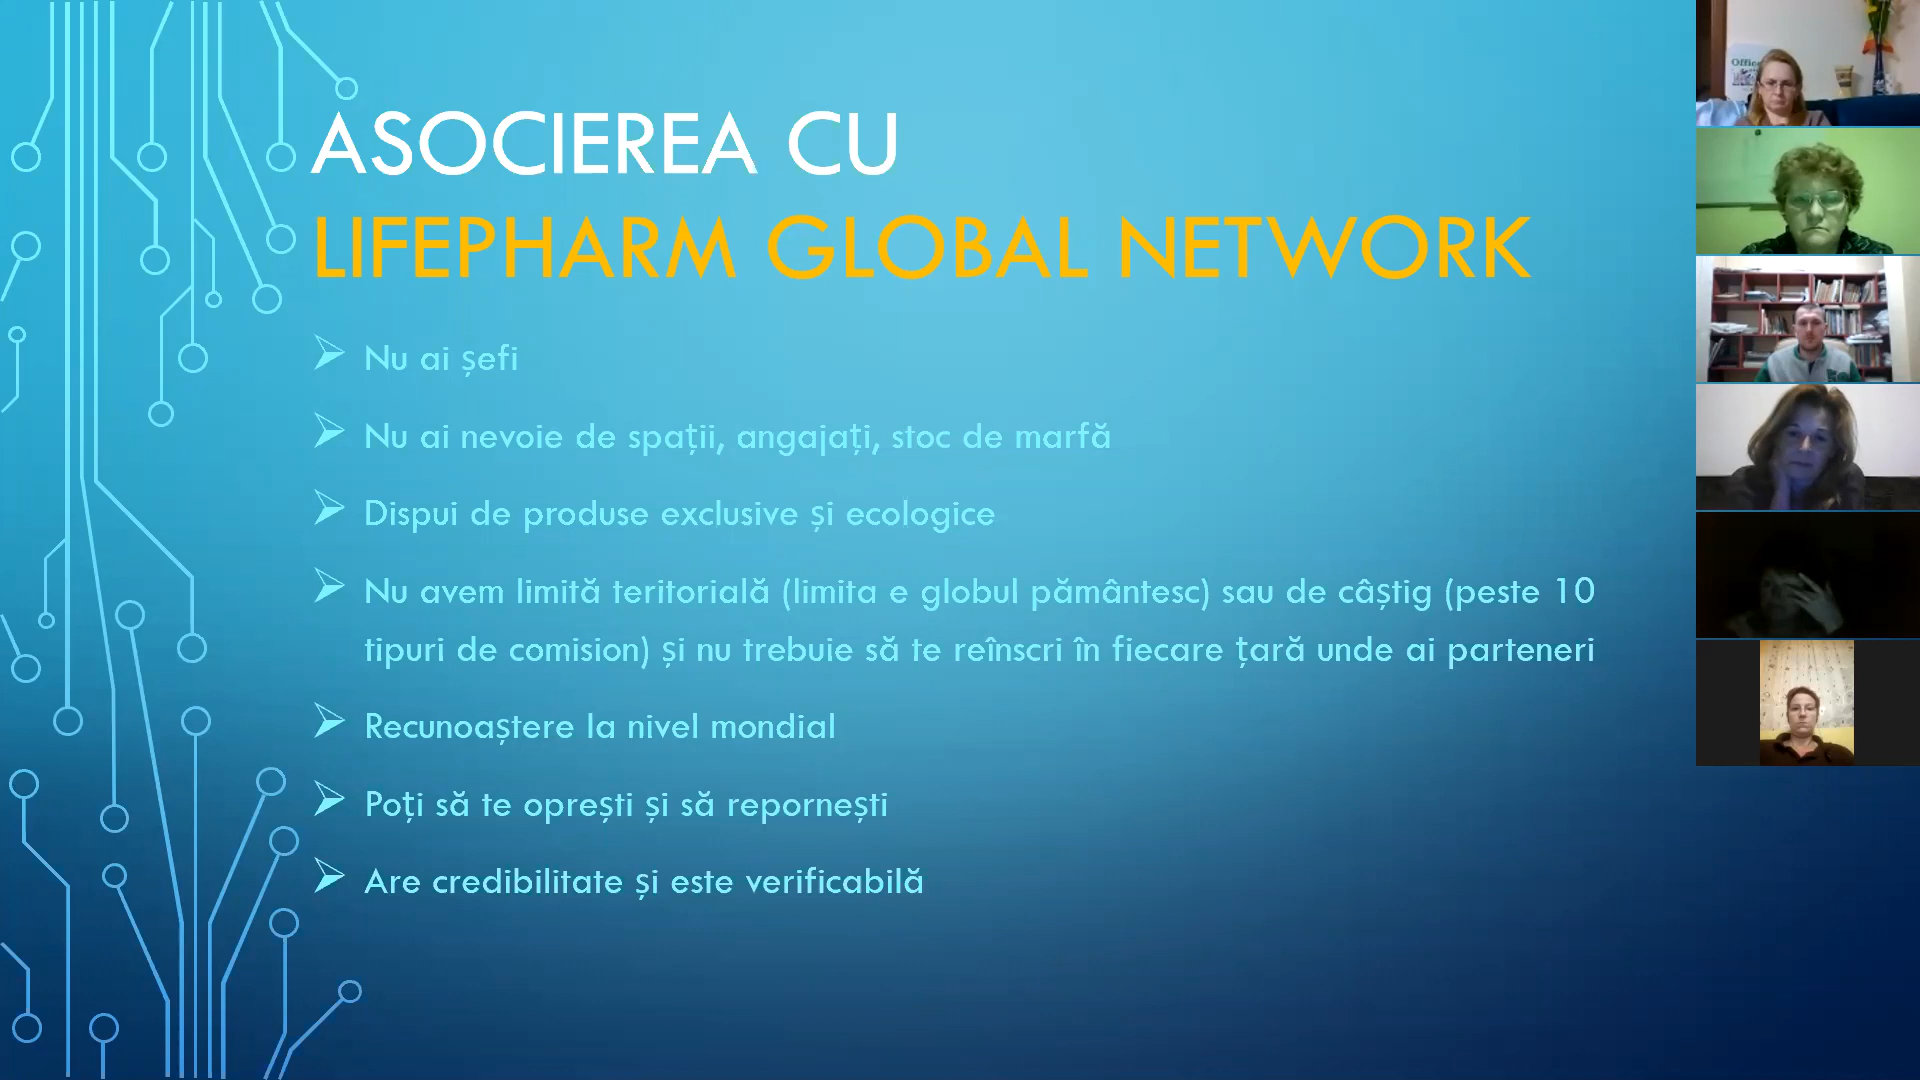 ASOCIEREA CU
LIFEPHARM GLOBAL NETWORK
Nu ai șefi
Nu ai nevoie de spații, angajați, stoc de marfă
Dispui de produse exclusive și ecologice
Nu avem limită teritorială (limita e globul pământesc) sau de câștig (peste 10
tipuri de comision) și nu trebuie să te reînscri în fiecare țară unde ai parteneri
Recunoaștere la nivel mondial
Poți să te oprești și să repornești
Are credibilitate și este verificabilă
Office